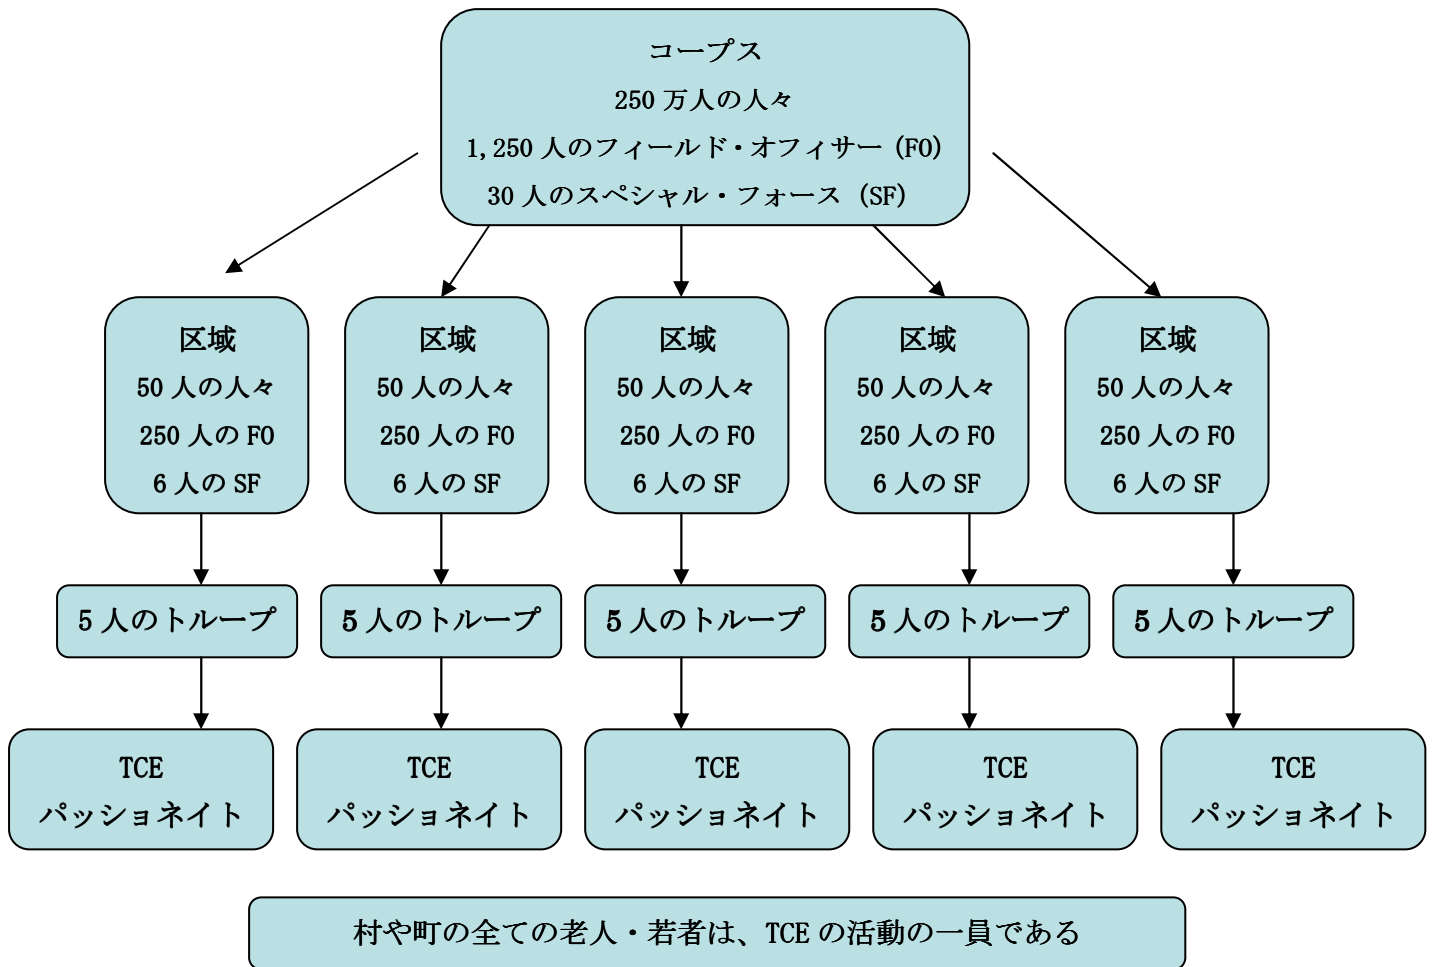 コープス
250 万人の人々
1,250 人のフィールド・オフィサー (FO)
30 人のスペシャル・フォース (SF)
区域
50 人の人々
250 人の FO
6 人の SF
区域
50 人の人々
250 人の FO
6 人の SF
区域
50 人の人々
250 人の FO
6 人の SF
区域
50 人の人々
250 人の FO
6 人の SF
区域
50 人の人々
250 人の FO
6 人の SF
5 人のトループ
5 人のトループ
5 人のトループ
5 人のトループ
5 人のトループ
TCE
パッショネイト
TCE
パッショネイト
TCE
パッショネイト
TCE
パッショネイト
TCE
パッショネイト
村や町の全ての老人・若者は、TCE の活動の一員である